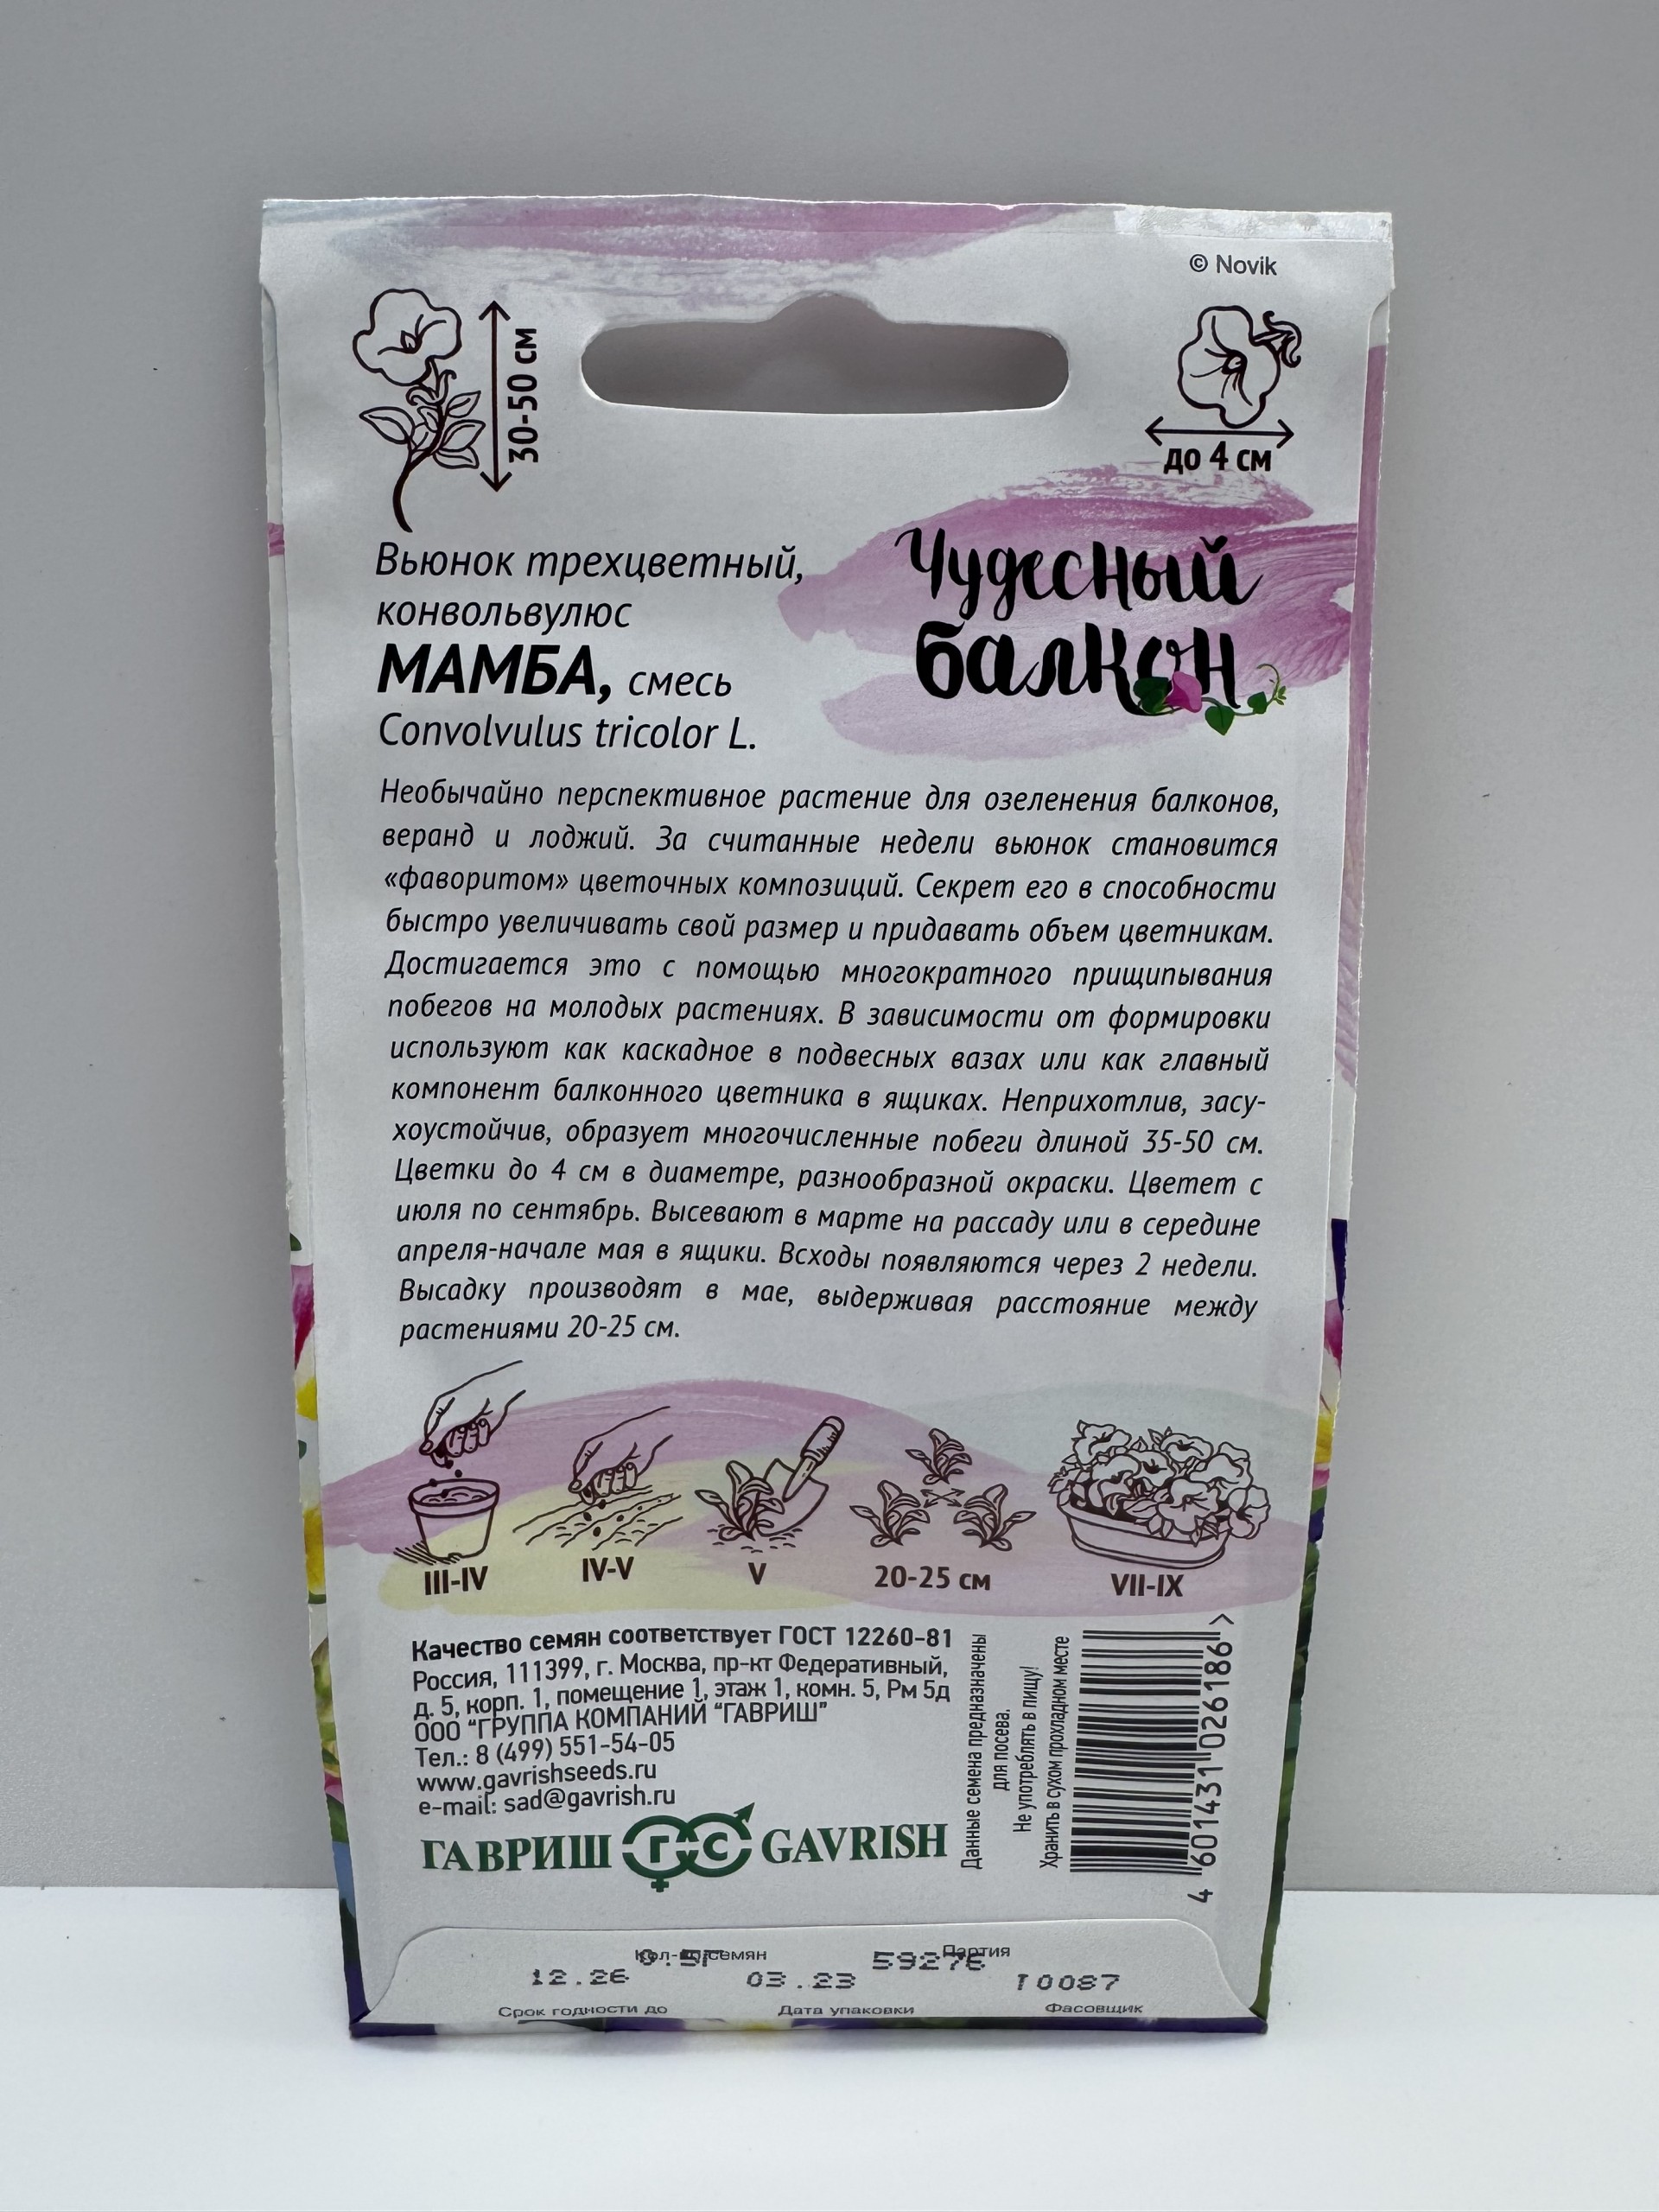 © Novik
30-50 см
до 4 см
Вьюнок трехцветный,
конвольвулюс
МАМБА, смесь
Convolvulus tricolor L.
Чудесный
балкон
Необычайно перспективное растение для озеленения балконов,
веранд и лоджий. За считанные недели вьюнок становится
«фаворитом» цветочных композиций. Секрет его в способности
быстро увеличивать свой размер и придавать объем цветникам.
Достигается это с помощью многократного прищипывания
побегов на молодых растениях. В зависимости от формировки
используют как каскадное в подвесных вазах или как главный
компонент балконного цветника в ящиках. Неприхотлив, засу-
хоустойчив, образует многочисленные побеги длиной 35-50 см.
Цветки до 4 см в диаметре, разнообразной окраски. Цветет с
июля по сентябрь. Высевают в марте на рассаду или в середине
апреля-начале мая в ящики. Всходы появляются через 2 недели.
Высадку производят в мае, выдерживая расстояние между
растениями 20-25 см.
III-IV
IV-V
V
20-25 см
VII-IX
Качество семян соответствует ГОСТ 12260-81
Россия, 111399, г. Москва, пр-кт Федеративный,
д. 5, корп. 1, помещение 1, этаж 1, комн. 5, Рм 5д
ООО "ГРУППА КОМПАНИЙ "ГАВРИШ"
Тел.: 8 (499) 551-54-05
www.gavrishseeds.ru
e-mail: sad@gavrish.ru
ГАВРИШ ГС GAVRISH
Данные семена предназначены
для посева.
Не употреблять в пищу!
Хранить в сухом прохладном месте
4 601431 026186 >
Кол-во семян
0.5Г
Партия
59276
12.26
03.23
10087
Срок годности до
Дата упаковки
Фасовщик